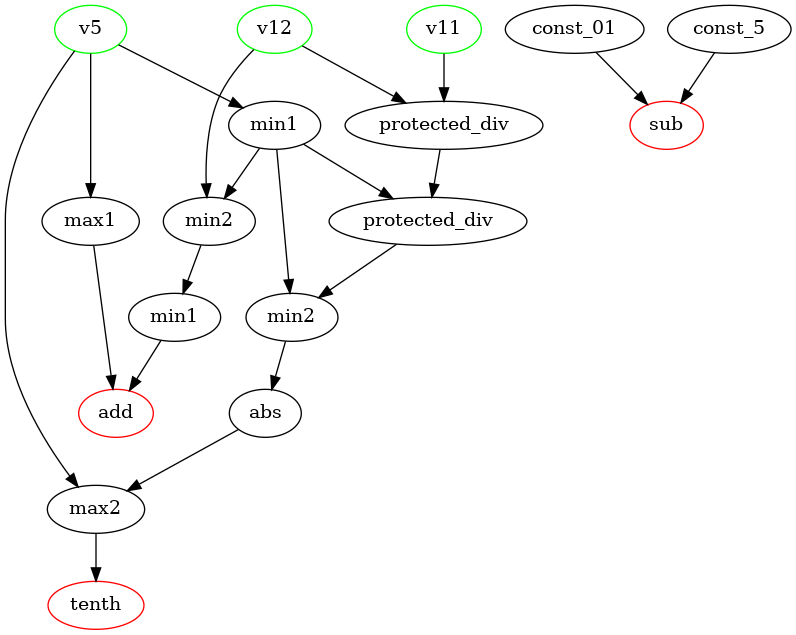 v5
v12
v11
const_01
const_5
min1
protected_div
sub
max1
min2
protected_div
min1
min2
add
abs
max2
tenth